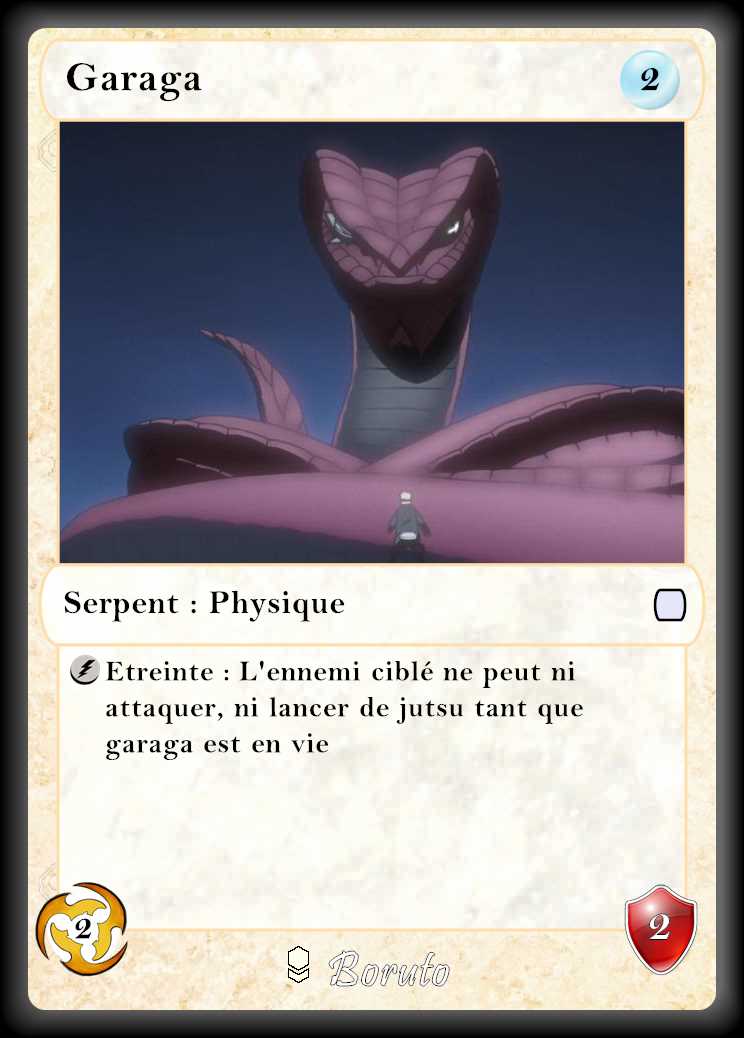 Garaga
2
Serpent : Physique
Etreinte : L'ennemi ciblé ne peut ni
attaquer, ni lancer de jutsu tant que
garaga est en vie
2
2
Boruto